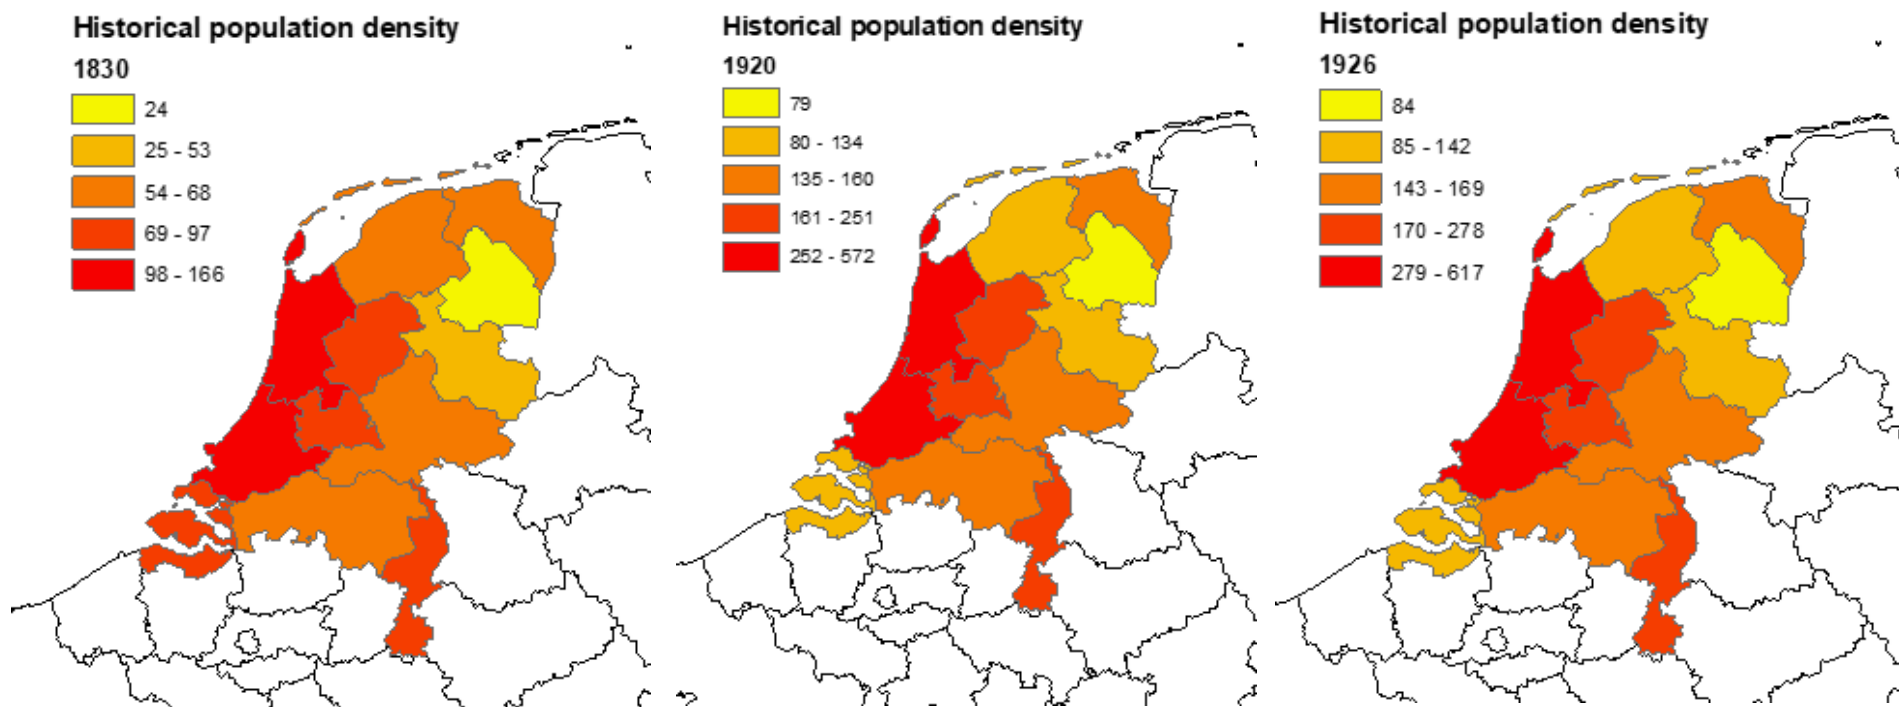 Historical population density
1830
24
25 - 53
54 - 68
69 - 97
98 - 166
Historical population density
1920
79
80 - 134
135 - 160
161 - 251
252 - 572
Historical population density
1926
84
85 - 142
143 - 169
170 - 278
279 - 617